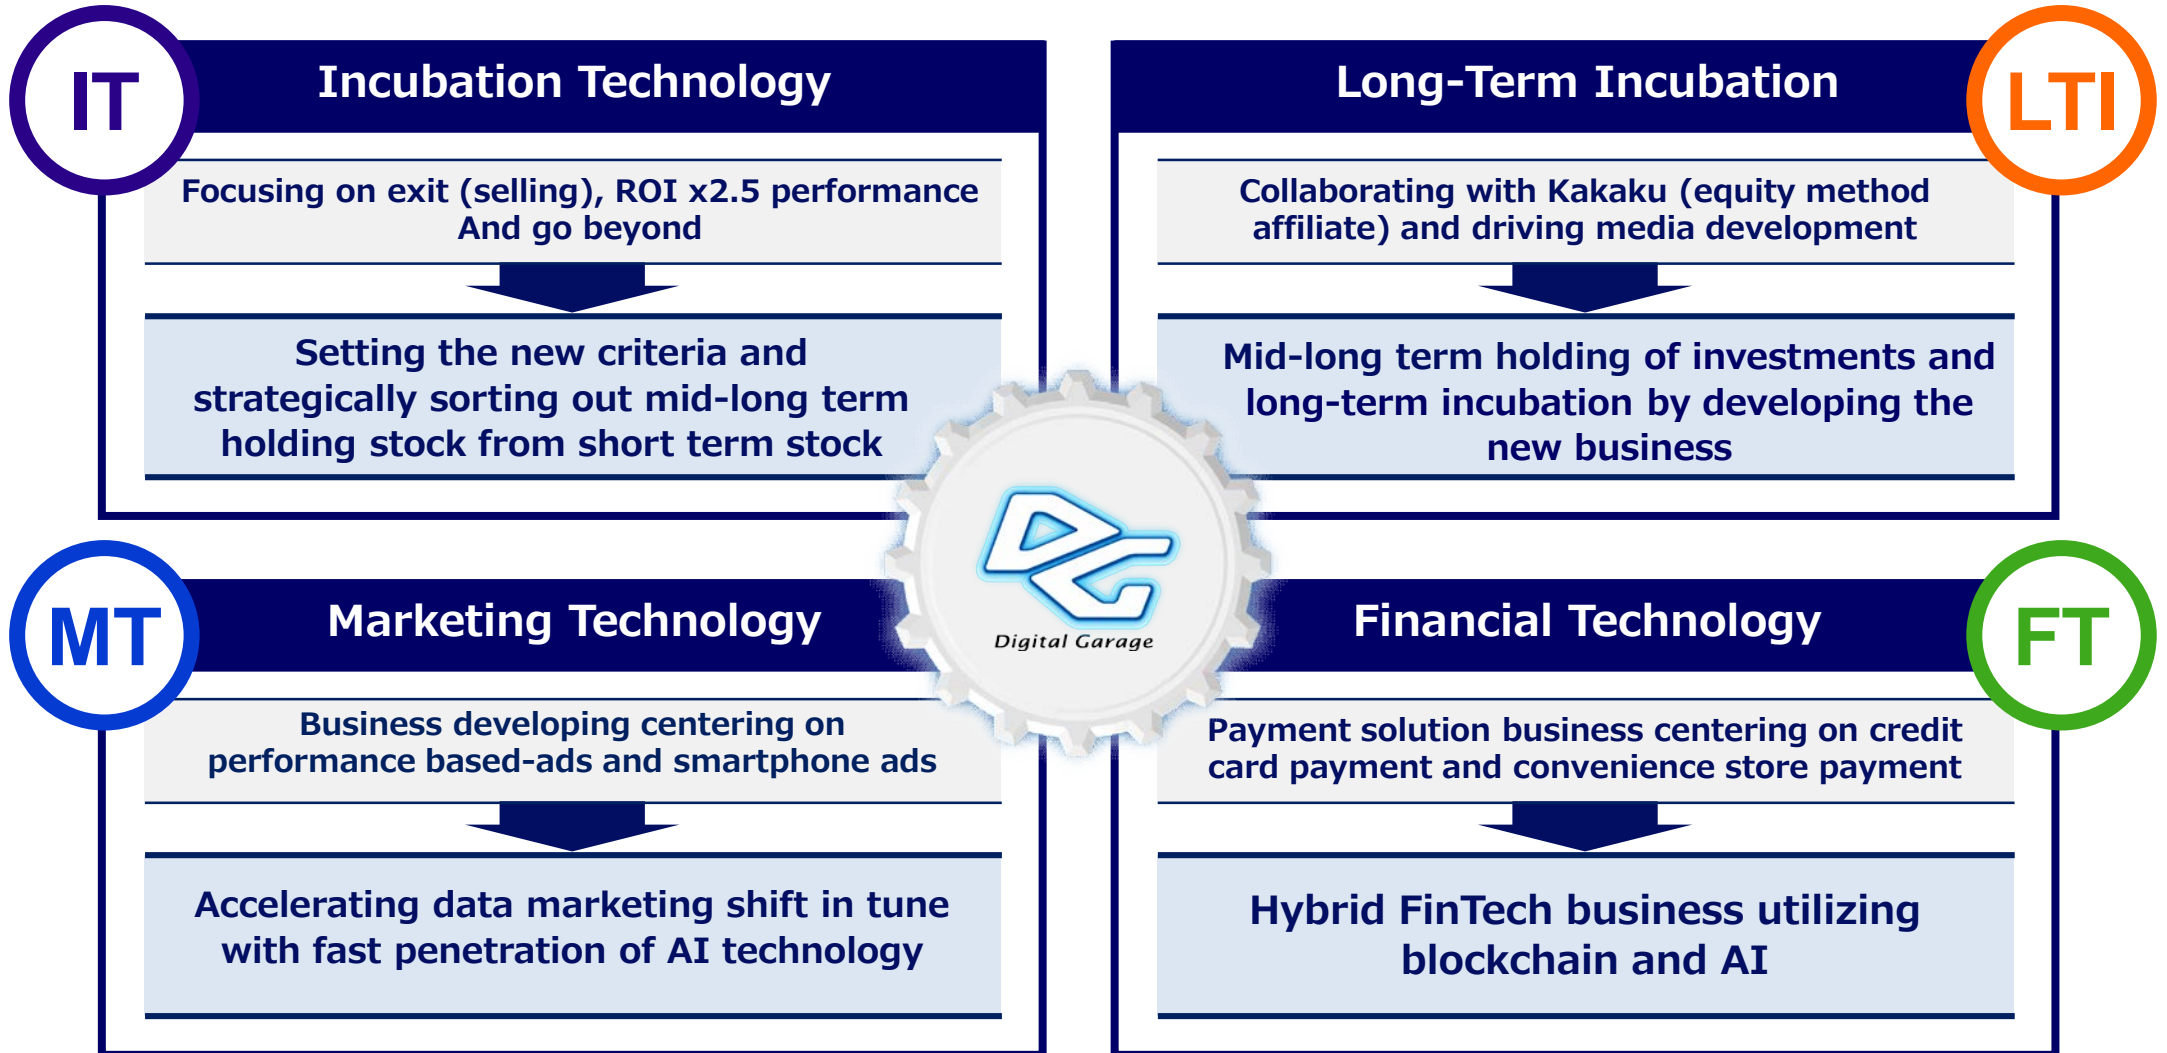 IT
Incubation Technology
Focusing on exit (selling), ROI x2.5 performance
And go beyond
Setting the new criteria and
strategically sorting out mid-long term
holding stock from short term stock
Long-Term Incubation
LTI
Collaborating with Kakaku (equity method
affiliate) and driving media development
Mid-long term holding of investments and
long-term incubation by developing the
new business
DG
Digital Garage
MT
Marketing Technology
Business developing centering on
performance based-ads and smartphone ads
Accelerating data marketing shift in tune
with fast penetration of AI technology
Financial Technology
FT
Payment solution business centering on credit
card payment and convenience store payment
Hybrid FinTech business utilizing
blockchain and AI